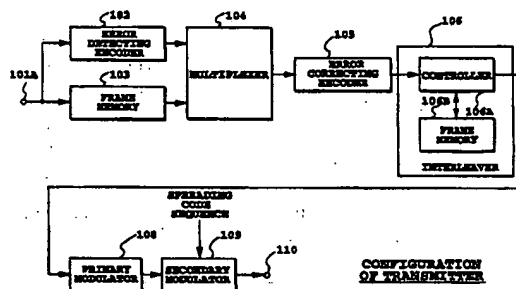 102
104
105
106
101A
ERROR
DETECTING
ENCODER
103
FRAME
MEMORY
MULTIPLEXER
ERROR
CORRECTING
ENCODER
CONTROLLER
106B
106A
FRAME
MEMORY
INTERLEAVER
SPREADING
CODE
SEQUENCE
108
109
110
PRIMARY
MODULATOR
SECONDARY
MODULATOR
CONFIGURATION
OF TRANSMITTER